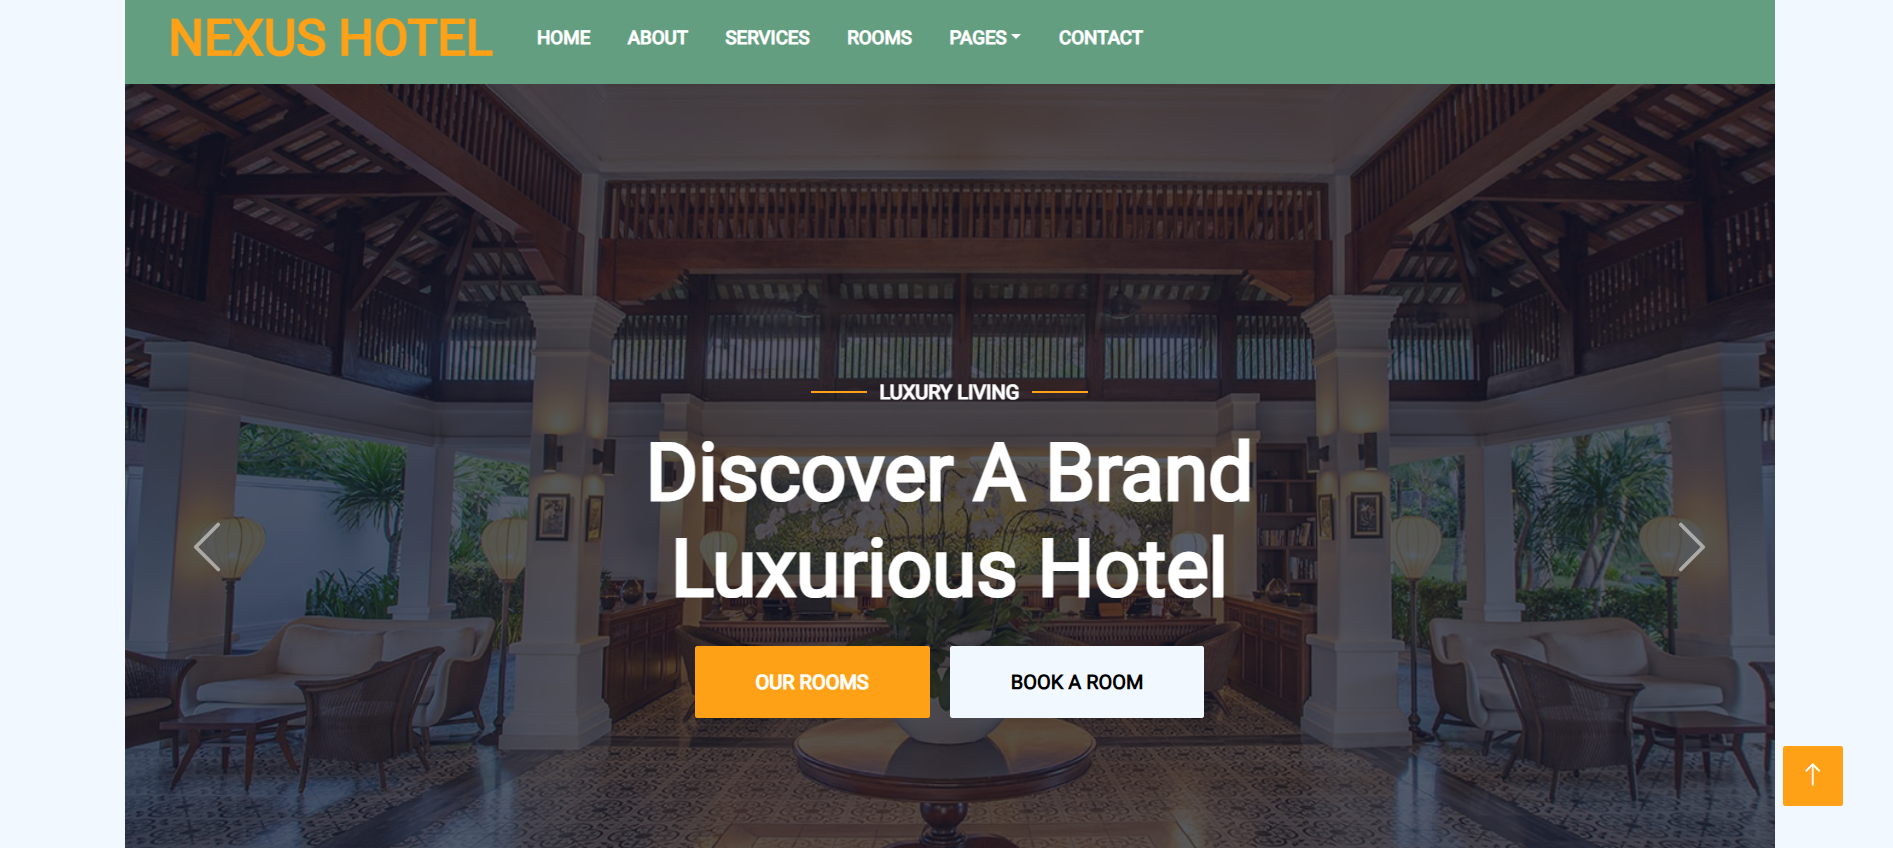 NEXUS HOTEL HOME ABOUT SERVICES ROOMS PAGES CONTACT
LUXURY LIVING
Discover A Brand
Luxurious Hotel
OUR ROOMS BOOK A ROOM